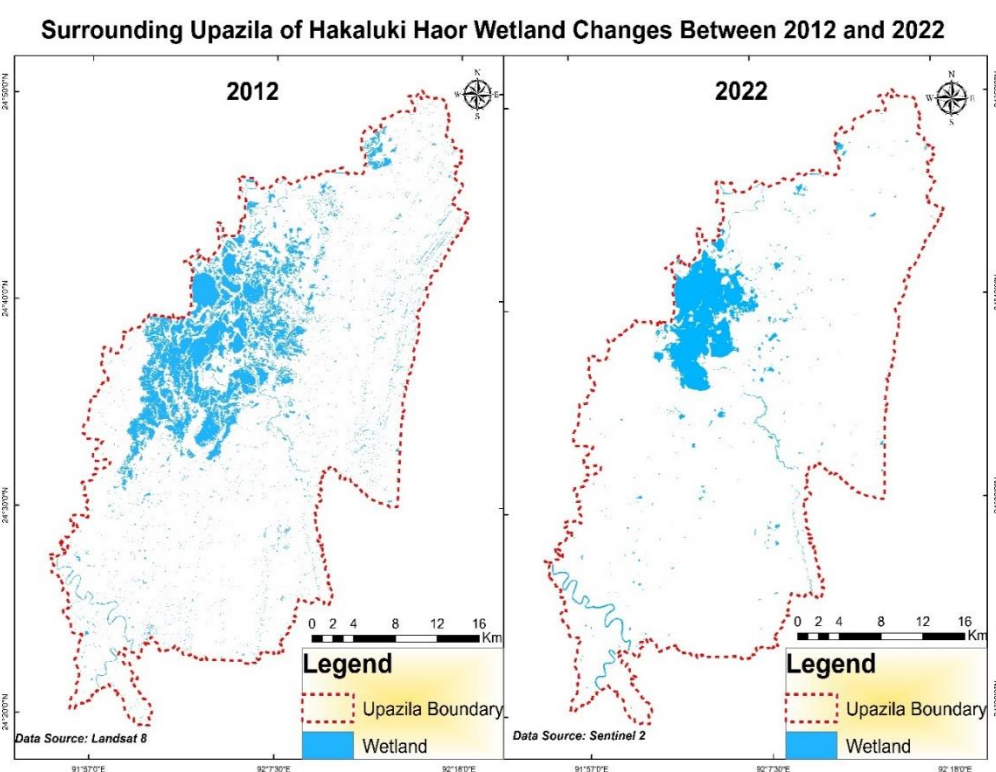 Surrounding Upazila of Hakaluki Haor Wetland Changes Between 2012 and 2022
2012
N
S
24°50'0"N
24°40'0"N
24°30'0"N
24°20'0"N
0 2 4 8 12 16
Km
Legend
Upazila Boundary
Wetland
Data Source: Landsat 8
91°57'0"E
92°7'30"E
92°18'0"E
2022
N
W
E
S
0 2 4 8 12 16
Km
Legend
Upazila Boundary
Wetland
Data Source: Sentinel 2
91°57'0"E
92°7'30"E
92°18'0"E